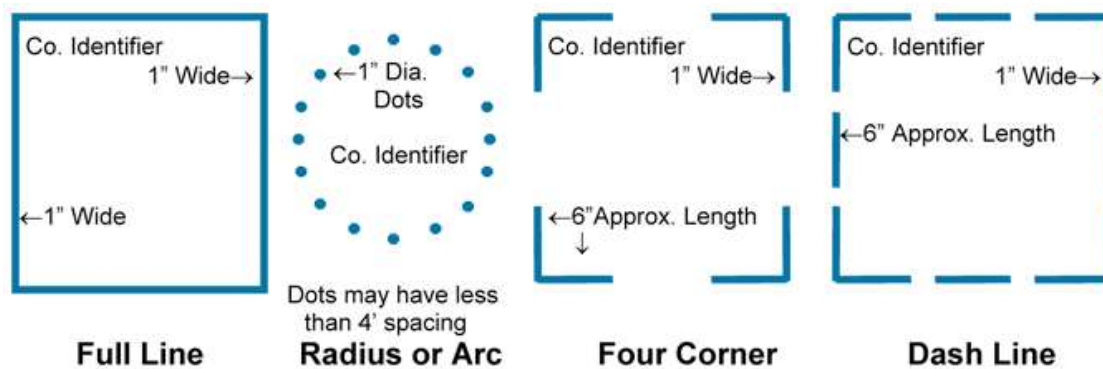 Co. Identifier
1” Wide→
←1” Wide
Full Line
←1” Dia.
Dots
Co. Identifier
Dots may have less
than 4’ spacing
Radius or Arc
Co. Identifier
1” Wide→
←6”Approx. Length
↓
Four Corner
Co. Identifier
1” Wide→
←6” Approx. Length
Dash Line